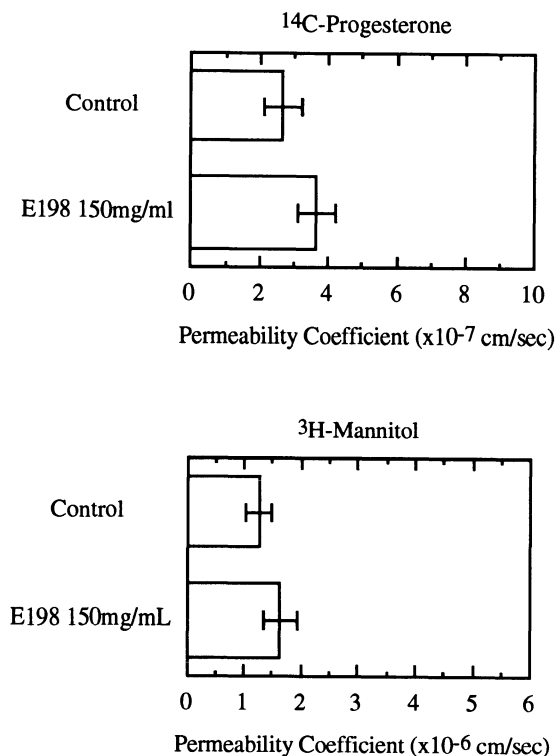 ¹⁴C-Progesterone
Control
E198 150mg/ml
0 2 4 6 8 10
Permeability Coefficient (x10⁻⁷ cm/sec)
³H-Mannitol
Control
E198 150mg/mL
0 1 2 3 4 5 6
Permeability Coefficient (x10⁻⁶ cm/sec)